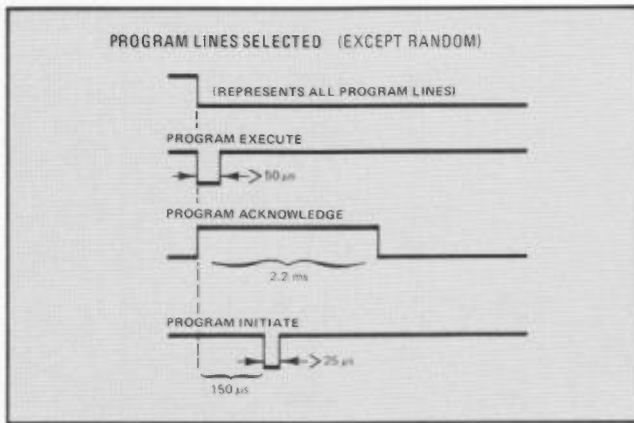 PROGRAM LINES SELECTED (EXCEPT RANDOM)
(REPRESENTS ALL PROGRAM LINES)
PROGRAM EXECUTE
>50 µs
PROGRAM ACKNOWLEDGE
2.2 ms
PROGRAM INITIATE
>25 µs
150 µs